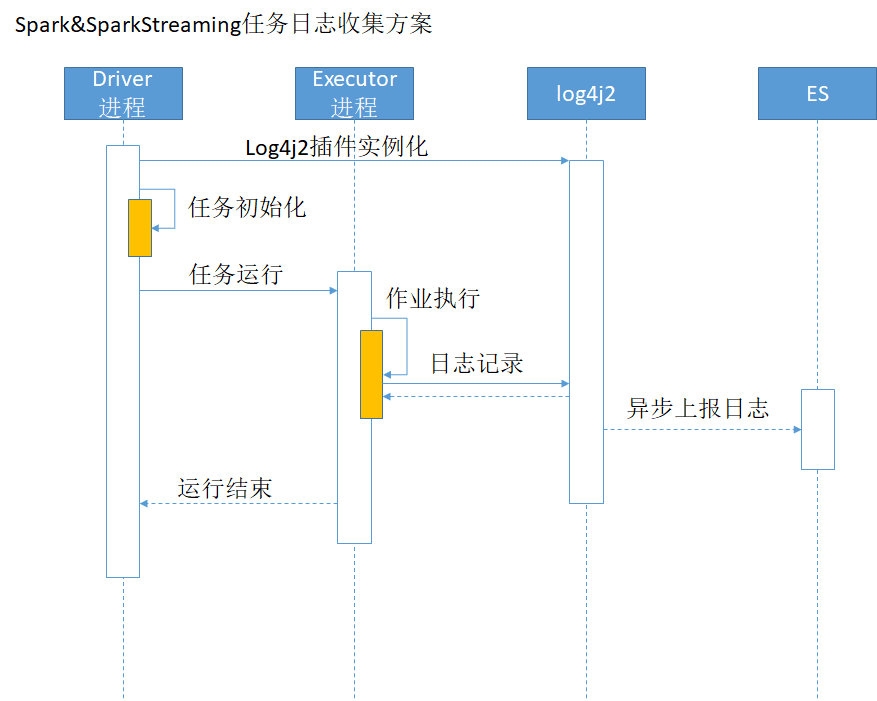 Spark&SparkStreaming任务日志收集方案
Driver
进程
Executor
进程
log4j2
ES
Log4j2插件实例化
任务初始化
任务运行
作业执行
日志记录
异步上报日志
运行结束